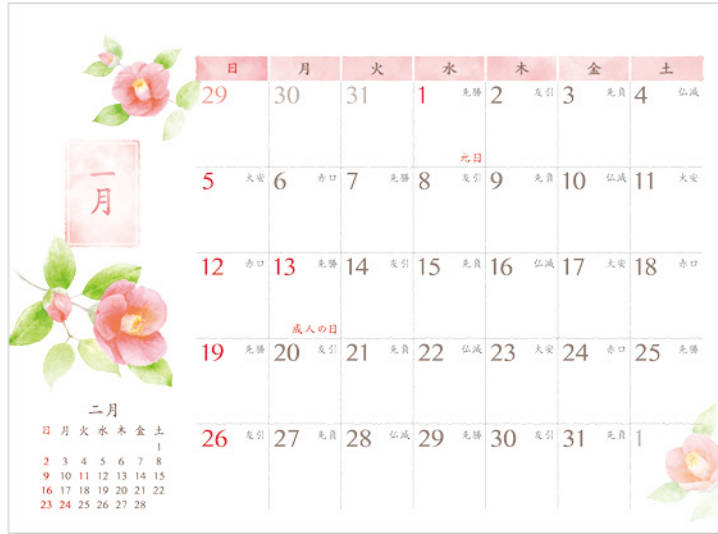 一月
日 月 火 水 木 金 土
29 30 31 1 先勝 2 友引 3 先負 4 仏滅
元日
5 大安 6 赤口 7 先勝 8 友引 9 先負 10 仏滅 11 大安
12 赤口 13 先勝 14 友引 15 先負 16 仏滅 17 大安 18 赤口
成人の日
19 先勝 20 友引 21 先負 22 仏滅 23 大安 24 赤口 25 先勝
26 友引 27 先負 28 仏滅 29 先勝 30 友引 31 先負 1
二月
日 月 火 水 木 金 土
1
2 3 4 5 6 7 8
9 10 11 12 13 14 15
16 17 18 19 20 21 22
23 24 25 26 27 28